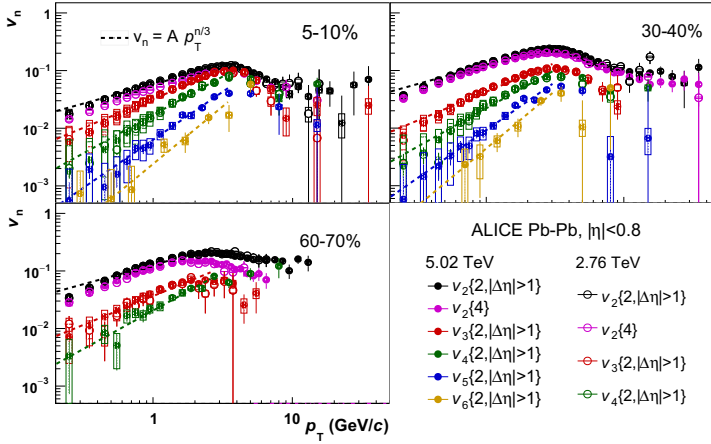 v_n
v_n = A p_T^{n/3}
5-10%
30-40%
1
10^{-1}
10^{-2}
10^{-3}
v_n
60-70%
1
10^{-1}
10^{-2}
10^{-3}
1
10
p_T (GeV/c)
1
10
ALICE Pb-Pb, |η|<0.8
5.02 TeV
2.76 TeV
v_2{2,|Δη|>1}
v_2{4}
v_3{2,|Δη|>1}
v_4{2,|Δη|>1}
v_5{2,|Δη|>1}
v_6{2,|Δη|>1}
v_2{2,|Δη|>1}
v_2{4}
v_3{2,|Δη|>1}
v_4{2,|Δη|>1}